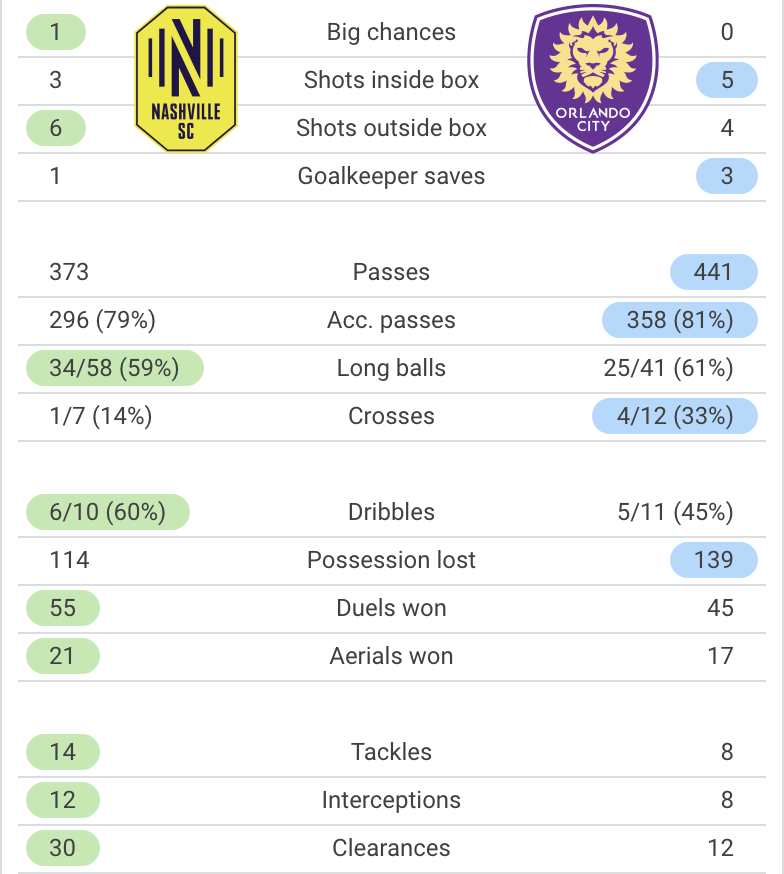 1 Big chances 0
3 Shots inside box 5
6 Shots outside box 4
NASHVILLE
SC
ORLANDO
CITY
1 Goalkeeper saves 3
373 Passes 441
296 (79%) Acc. passes 358 (81%)
34/58 (59%) Long balls 25/41 (61%)
1/7 (14%) Crosses 4/12 (33%)
6/10 (60%) Dribbles 5/11 (45%)
114 Possession lost 139
55 Duels won 45
21 Aerials won 17
14 Tackles 8
12 Interceptions 8
30 Clearances 12